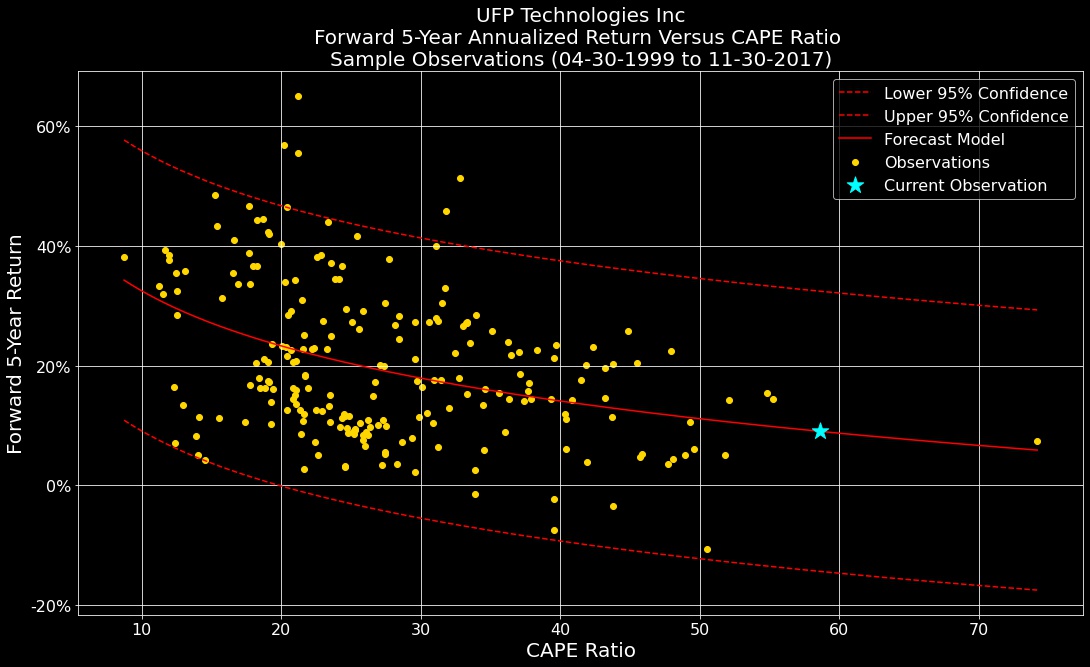 UFP Technologies Inc
Forward 5-Year Annualized Return Versus CAPE Ratio
Sample Observations (04-30-1999 to 11-30-2017)
Lower 95% Confidence
Upper 95% Confidence
Forecast Model
Observations
Current Observation
Forward 5-Year Return
60%
40%
20%
0%
-20%
10 20 30 40 50 60 70
CAPE Ratio